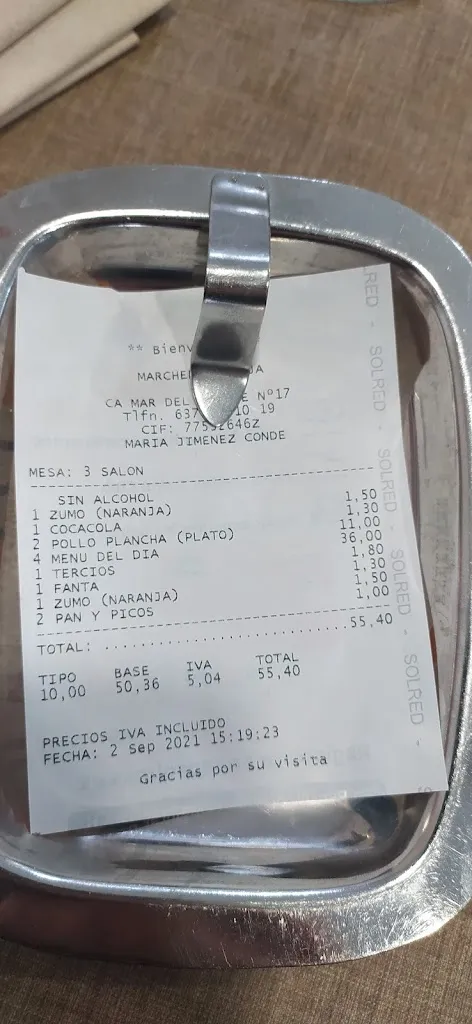 ** Bienv
MARCHE
CA MAR DEL E Nº17
Tlfn. 637 10 19
CIF: 77592646Z
MARIA JIMENEZ CONDE
MESA: 3 SALON
SIN ALCOHOL
1 ZUMO (NARANJA) 1,50
1 COCACOLA 1,30
2 POLLO PLANCHA (PLATO) 11,00
4 MENU DEL DIA 36,00
1 TERCIOS 1,80
1 FANTA 1,30
1 ZUMO (NARANJA) 1,50
2 PAN Y PICOS 1,00
TOTAL: ..............................55,40
TIPO BASE IVA TOTAL
10,00 50,36 5,04 55,40
PRECIOS IVA INCLUIDO
FECHA: 2 Sep 2021 15:19:23
Gracias por su visita
RED - SOLRED - SOLRED - SOLRED - SOLRED -